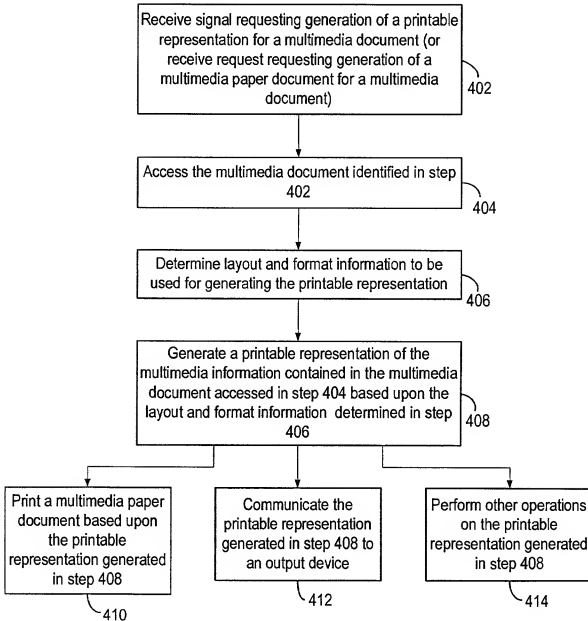 Receive signal requesting generation of a printable
representation for a multimedia document (or
receive request requesting generation of a
multimedia paper document for a multimedia
document)
402
Access the multimedia document identified in step
402
404
Determine layout and format information to be
used for generating the printable representation
406
Generate a printable representation of the
multimedia information contained in the multimedia
document accessed in step 404 based upon the
layout and format information determined in step
406
408
Print a multimedia paper
document based upon
the printable
representation generated
in step 408
410
Communicate the
printable representation
generated in step 408 to
an output device
412
Perform other operations
on the printable
representation generated
in step 408
414